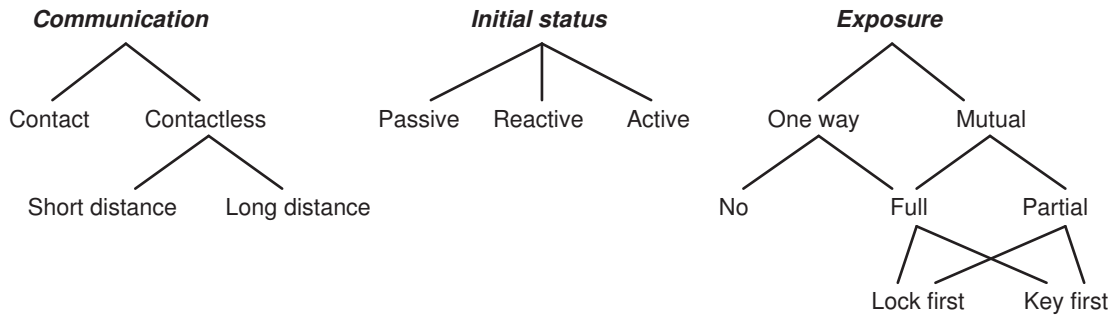 Communication
Initial status
Exposure
Contact
Contactless
Passive
Reactive
Active
One way
Mutual
Short distance
Long distance
No
Full
Partial
Lock first
Key first